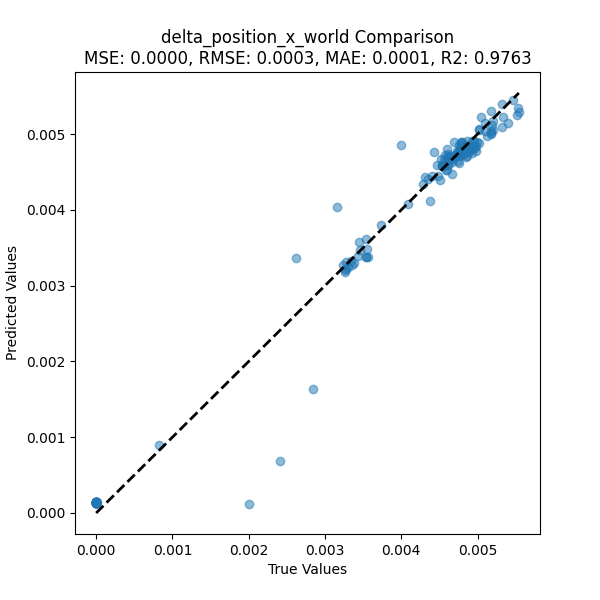 delta_position_x_world Comparison
MSE: 0.0000, RMSE: 0.0003, MAE: 0.0001, R2: 0.9763
Predicted Values
0.005
0.004
0.003
0.002
0.001
0.000
0.000 0.001 0.002 0.003 0.004 0.005
True Values